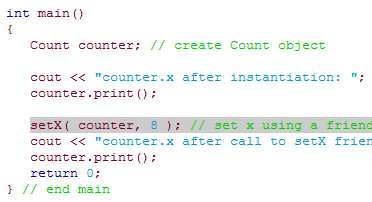 int main()
{
Count counter; // create Count object
cout << "counter.x after instantiation: ";
counter.print();
setX( counter, 8 ); // set x using a friend
cout << "counter.x after call to setX frien
counter.print();
return 0;
} // end main